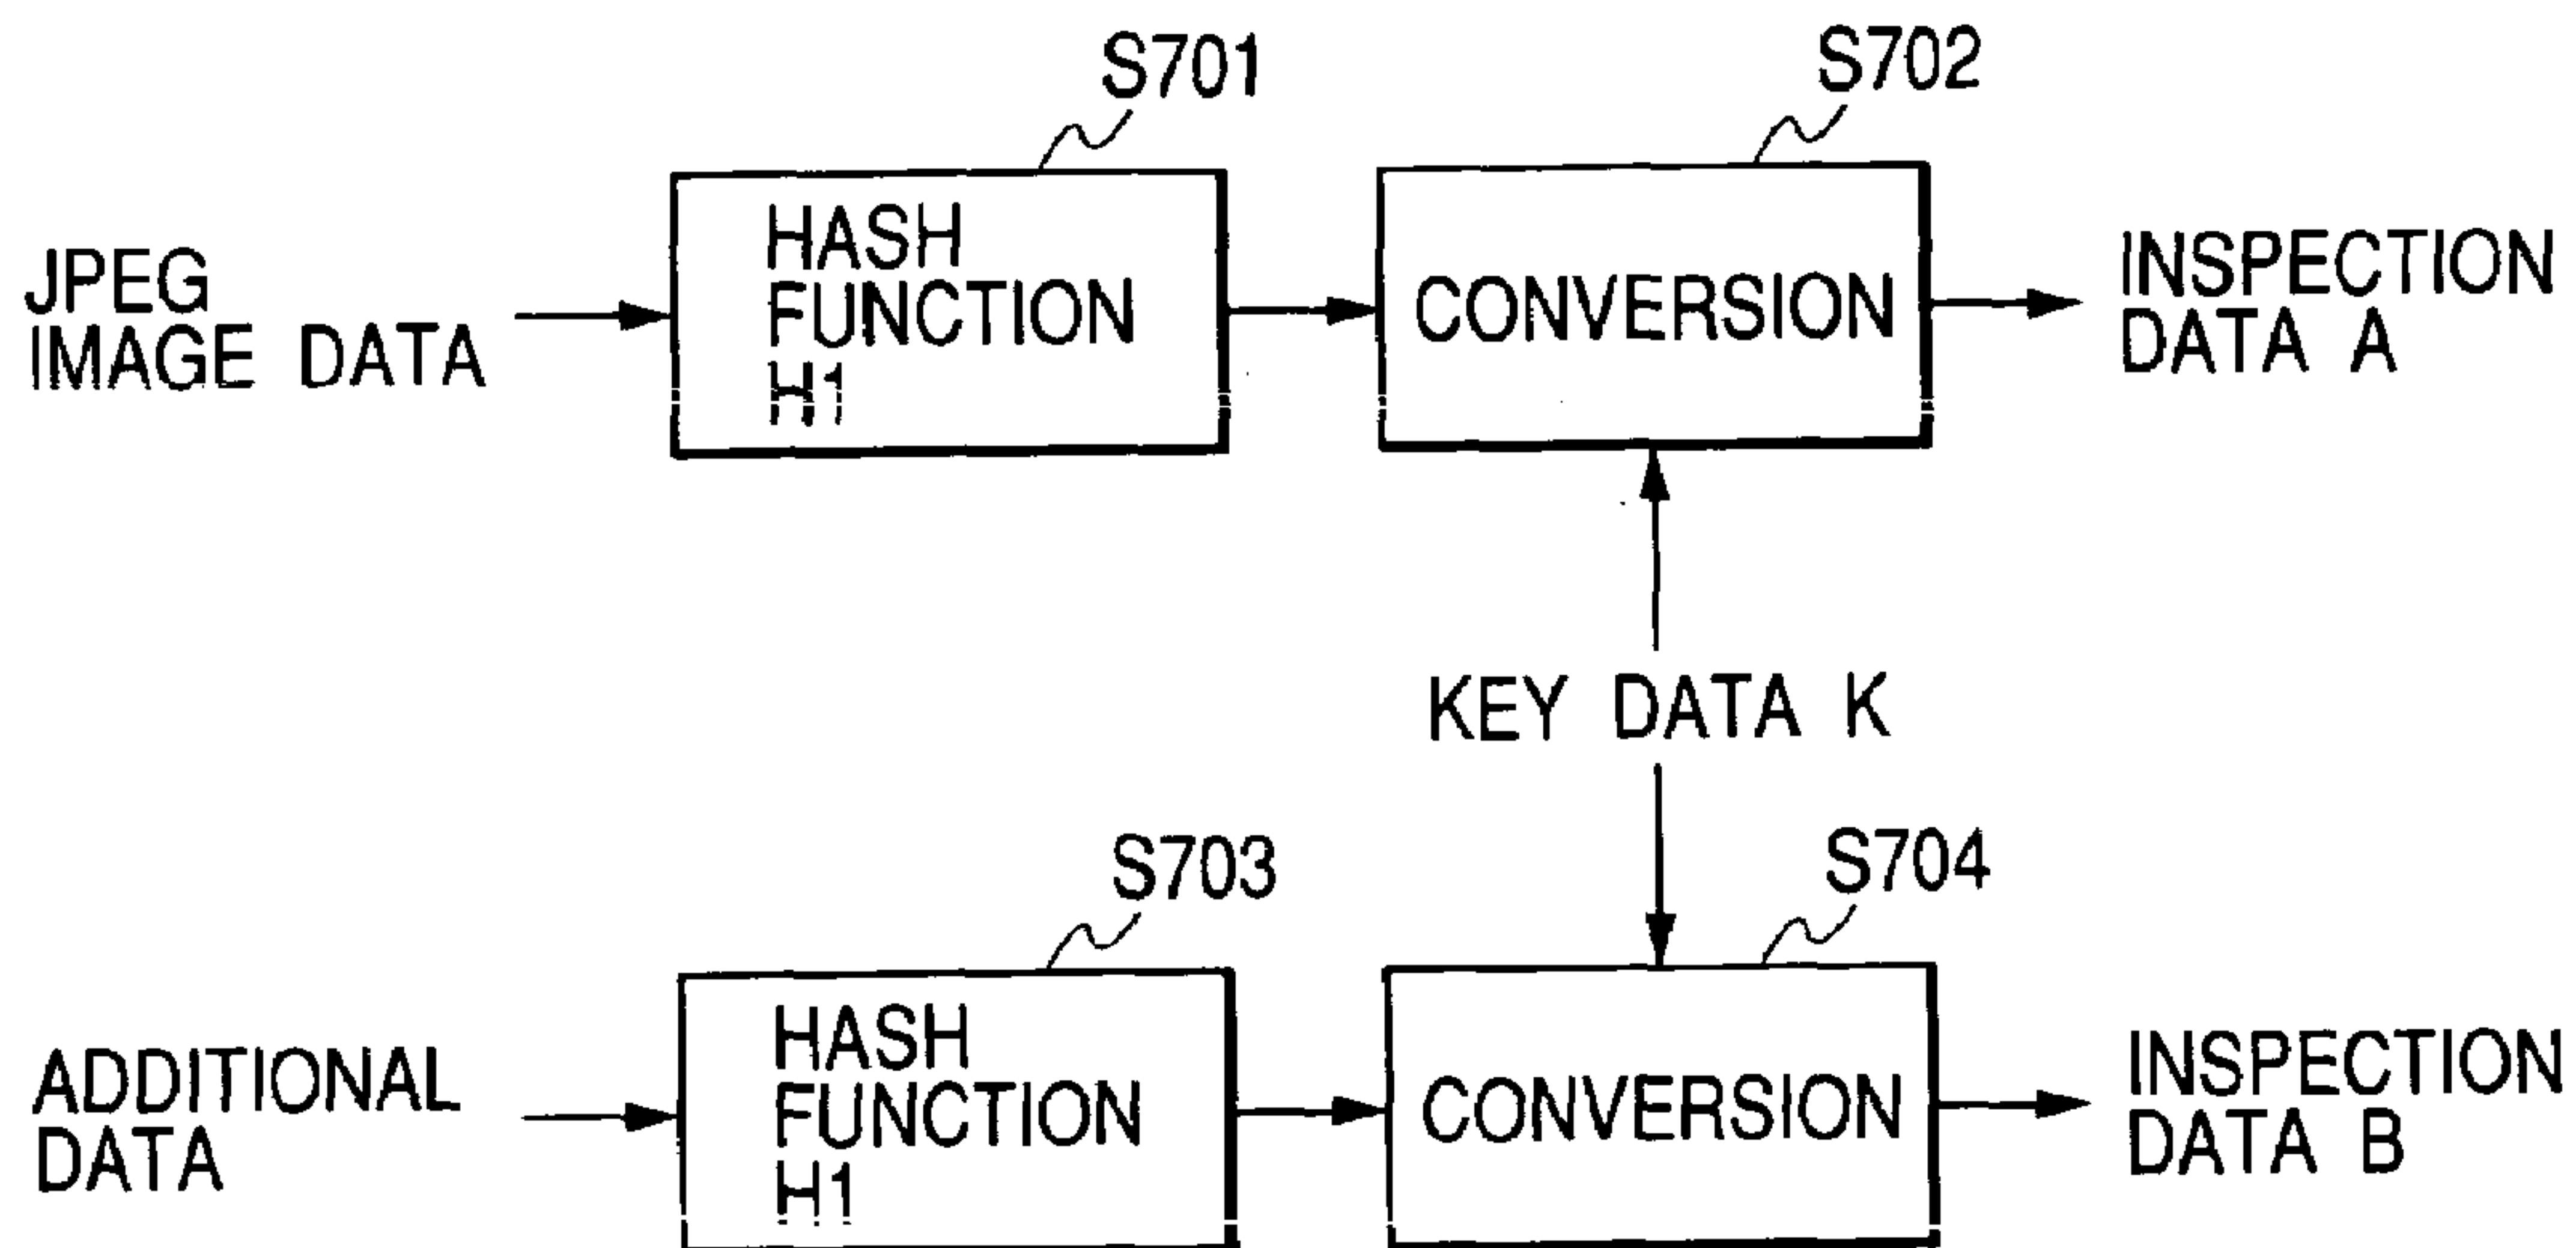 S701
S702
JPEG
IMAGE DATA
HASH
FUNCTION
H1
CONVERSION
INSPECTION
DATA A
KEY DATA K
S703
S704
ADDITIONAL
DATA
HASH
FUNCTION
H1
CONVERSION
INSPECTION
DATA B